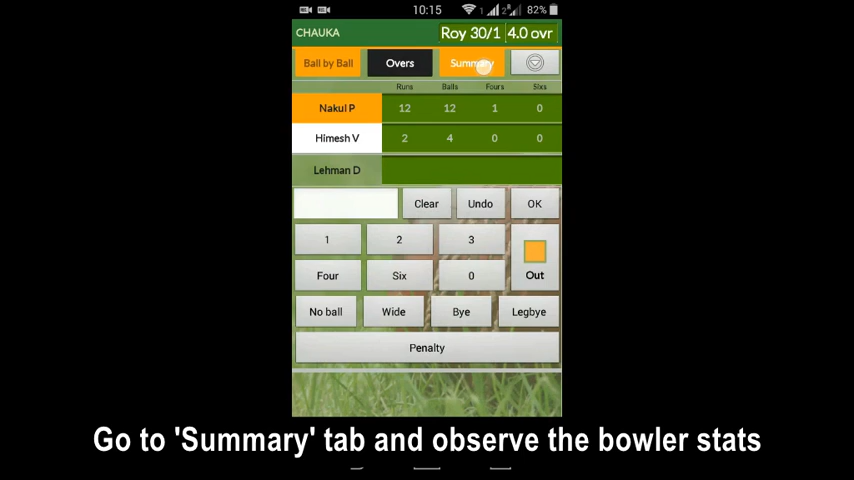 10:15 1 2 R 82%
CHAUKA Roy 30/1 4.0 ovr
Ball by Ball Overs Summary
Runs Balls Fours Sixs
Nakul P 12 12 1 0
Himesh V 2 4 0 0
Lehman D
Clear Undo OK
1 2 3
Four Six 0 Out
No ball Wide Bye Legbye
Penalty
Go to 'Summary' tab and observe the bowler stats